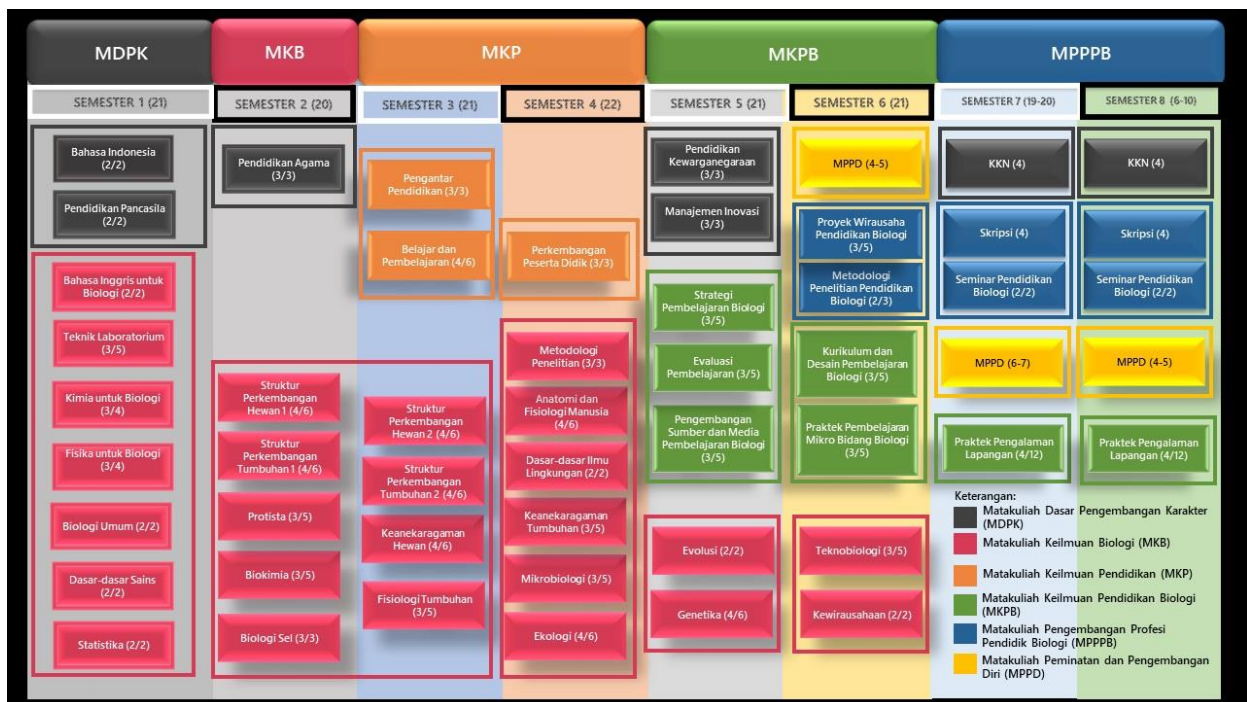 MDPK
MKB
MKP
MKPB
MPPPB
SEMESTER 1 (21)
SEMESTER 2 (20)
SEMESTER 3 (21)
SEMESTER 4 (22)
SEMESTER 5 (21)
SEMESTER 6 (21)
SEMESTER 7 (19-20)
SEMESTER 8 (6-10)
Bahasa Indonesia
(2/2)
Pendidikan Pancasila
(2/2)
Bahasa Inggris untuk
Biologi (2/2)
Teknik Laboratorium
(3/5)
Kimia untuk Biologi
(3/4)
Fisika untuk Biologi
(3/4)
Biologi Umum (2/2)
Dasar-dasar Sains
(2/2)
Statistika (2/2)
Pendidikan Agama
(3/3)
Struktur
Perkembangan
Hewan 1 (4/6)
Struktur
Perkembangan
Tumbuhan 1 (4/6)
Protista (3/5)
Biokimia (3/5)
Biologi Sel (3/3)
Pengantar
Pendidikan (3/3)
Belajar dan
Pembelajaran (4/6)
Struktur
Perkembangan
Hewan 2 (4/6)
Struktur
Perkembangan
Tumbuhan 2 (4/6)
Keanekaragaman
Hewan (4/6)
Fisiologi Tumbuhan
(3/5)
Perkembangan
Peserta Didik (3/3)
Metodologi
Penelitian (3/3)
Anatomi dan
Fisiologi Manusia
(4/6)
Dasar-dasar Ilmu
Lingkungan (2/2)
Keanekaragaman
Tumbuhan (3/5)
Mikrobiologi (3/5)
Ekologi (4/6)
Pendidikan
Kewarganegaraan
(3/3)
Manajemen Inovasi
(3/3)
Strategi
Pembelajaran Biologi
(3/5)
Evaluasi
Pembelajaran (3/5)
Pengembangan
Sumber dan Media
Pembelajaran Biologi
(3/5)
Evolusi (2/2)
Genetika (4/6)
MPPD (4-5)
Proyek Wirausaha
Pendidikan Biologi
(3/5)
Metodologi
Penelitian Pendidikan
Biologi (2/3)
Kurikulum dan
Desain Pembelajaran
Biologi (3/5)
Praktek Pembelajaran
Mikro Bidang Biologi
(3/5)
Teknobiologi (3/5)
Kewirausahaan (2/2)
KKN (4)
Skripsi (4)
Seminar Pendidikan
Biologi (2/2)
MPPD (6-7)
Praktek Pengalaman
Lapangan (4/12)
KKN (4)
Skripsi (4)
Seminar Pendidikan
Biologi (2/2)
MPPD (4-5)
Praktek Pengalaman
Lapangan (4/12)
Keterangan:
Matakuliah Dasar Pengembangan Karakter
(MDPK)
Matakuliah Keilmuan Biologi (MKB)
Matakuliah Keilmuan Pendidikan (MKP)
Matakuliah Keilmuan Pendidikan Biologi
(MKPB)
Matakuliah Pengembangan Profesi
Pendidik Biologi (MPPPB)
Matakuliah Peminatan dan Pengembangan
Diri (MPPD)